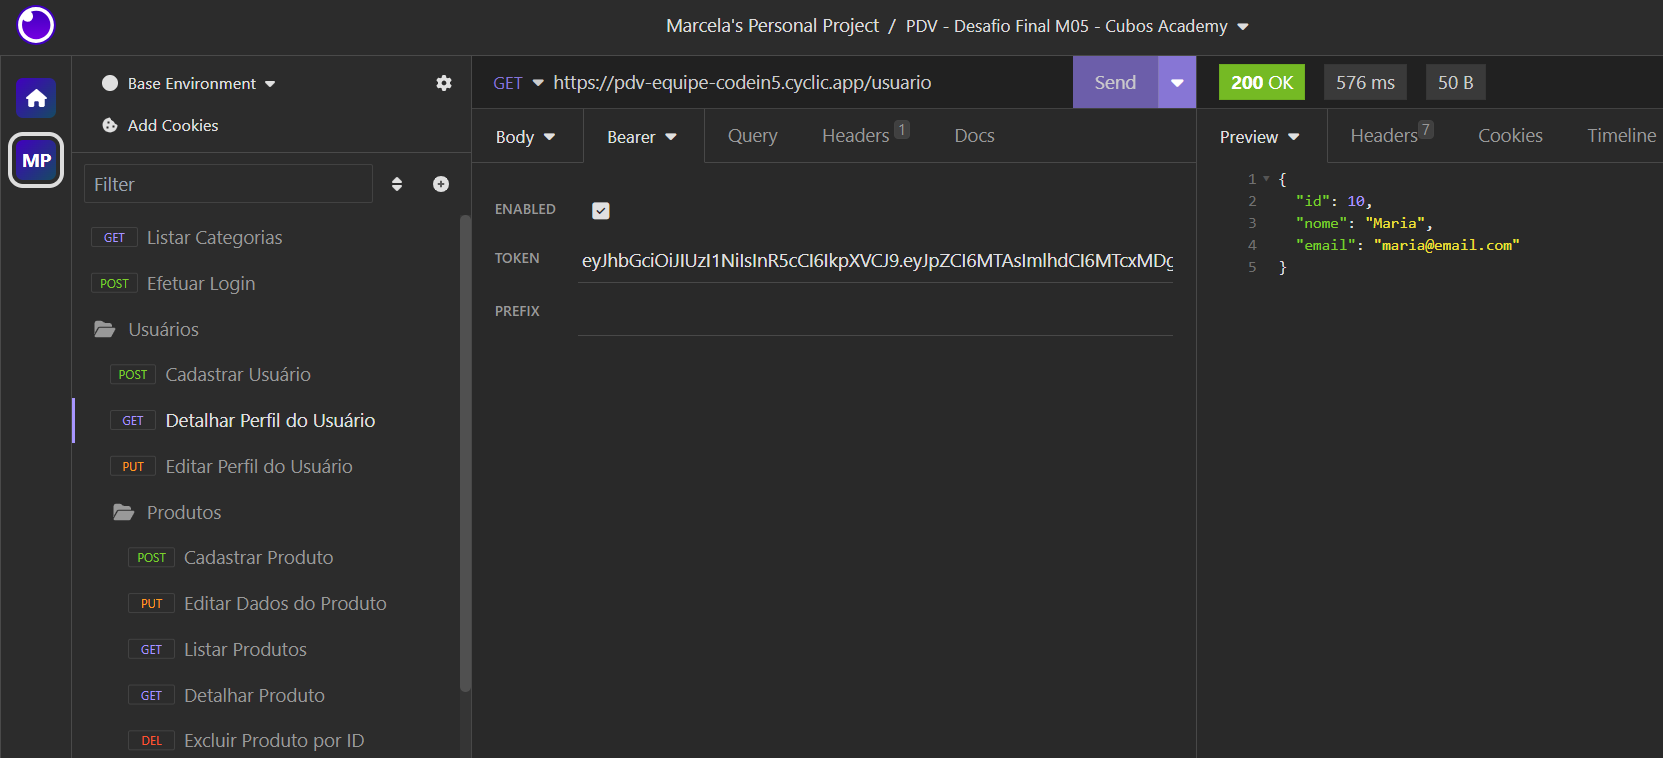 Marcela's Personal Project / PDV - Desafio Final M05 - Cubos Academy
MP
Base Environment
Add Cookies
Filter
GET Listar Categorias
POST Efetuar Login
Usuários
POST Cadastrar Usuário
GET Detalhar Perfil do Usuário
PUT Editar Perfil do Usuário
Produtos
POST Cadastrar Produto
PUT Editar Dados do Produto
GET Listar Produtos
GET Detalhar Produto
DEL Excluir Produto por ID
GET https://pdv-equipe-codein5.cyclic.app/usuario Send
Body Bearer Query Headers 1 Docs
ENABLED
TOKEN eyJhbGciOiJIUzI1NiIsInR5cCI6IkpXVCJ9.eyJpZCI6MTAsImlhdCI6MTcxMDg
PREFIX
200 OK 576 ms 50 B
Preview Headers 7 Cookies Timeline
1 {
2 "id": 10,
3 "nome": "Maria",
4 "email": "maria@email.com"
5 }